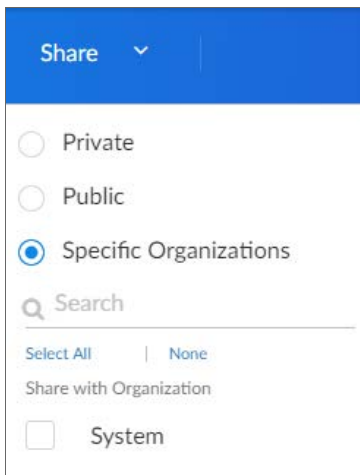 Share
Private
Public
Specific Organizations
Search
Select All | None
Share with Organization
System